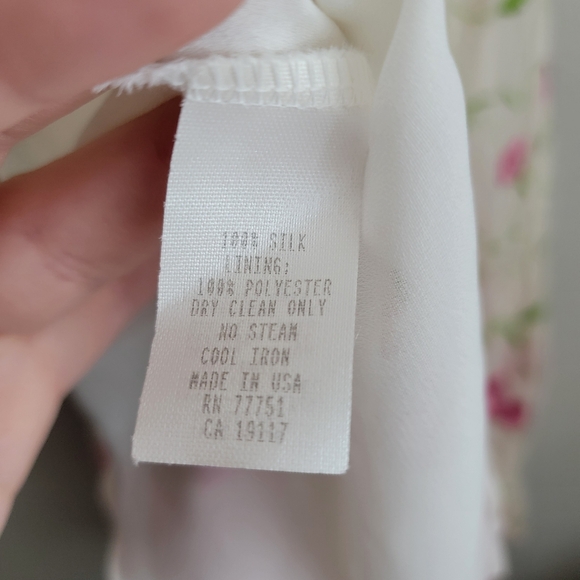 100% SILK
LINING:
100% POLYESTER
DRY CLEAN ONLY
NO STEAM
COOL IRON
MADE IN USA
RN 77751
CA 19117